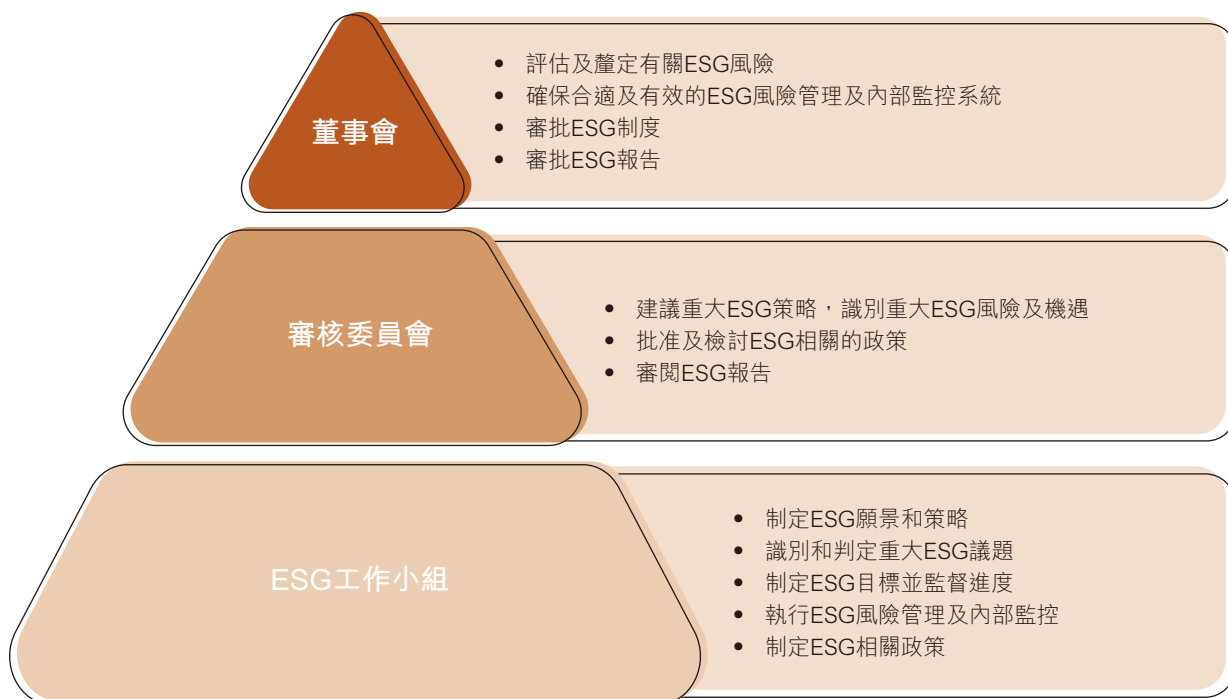 董事會
• 評估及釐定有關ESG風險
• 確保合適及有效的ESG風險管理及內部監控系統
• 審批ESG制度
• 審批ESG報告
審核委員會
• 建議重大ESG策略，識別重大ESG風險及機遇
• 批准及檢討ESG相關的政策
• 審閱ESG報告
ESG工作小組
• 制定ESG願景和策略
• 識別和判定重大ESG議題
• 制定ESG目標並監督進度
• 執行ESG風險管理及內部監控
• 制定ESG相關政策